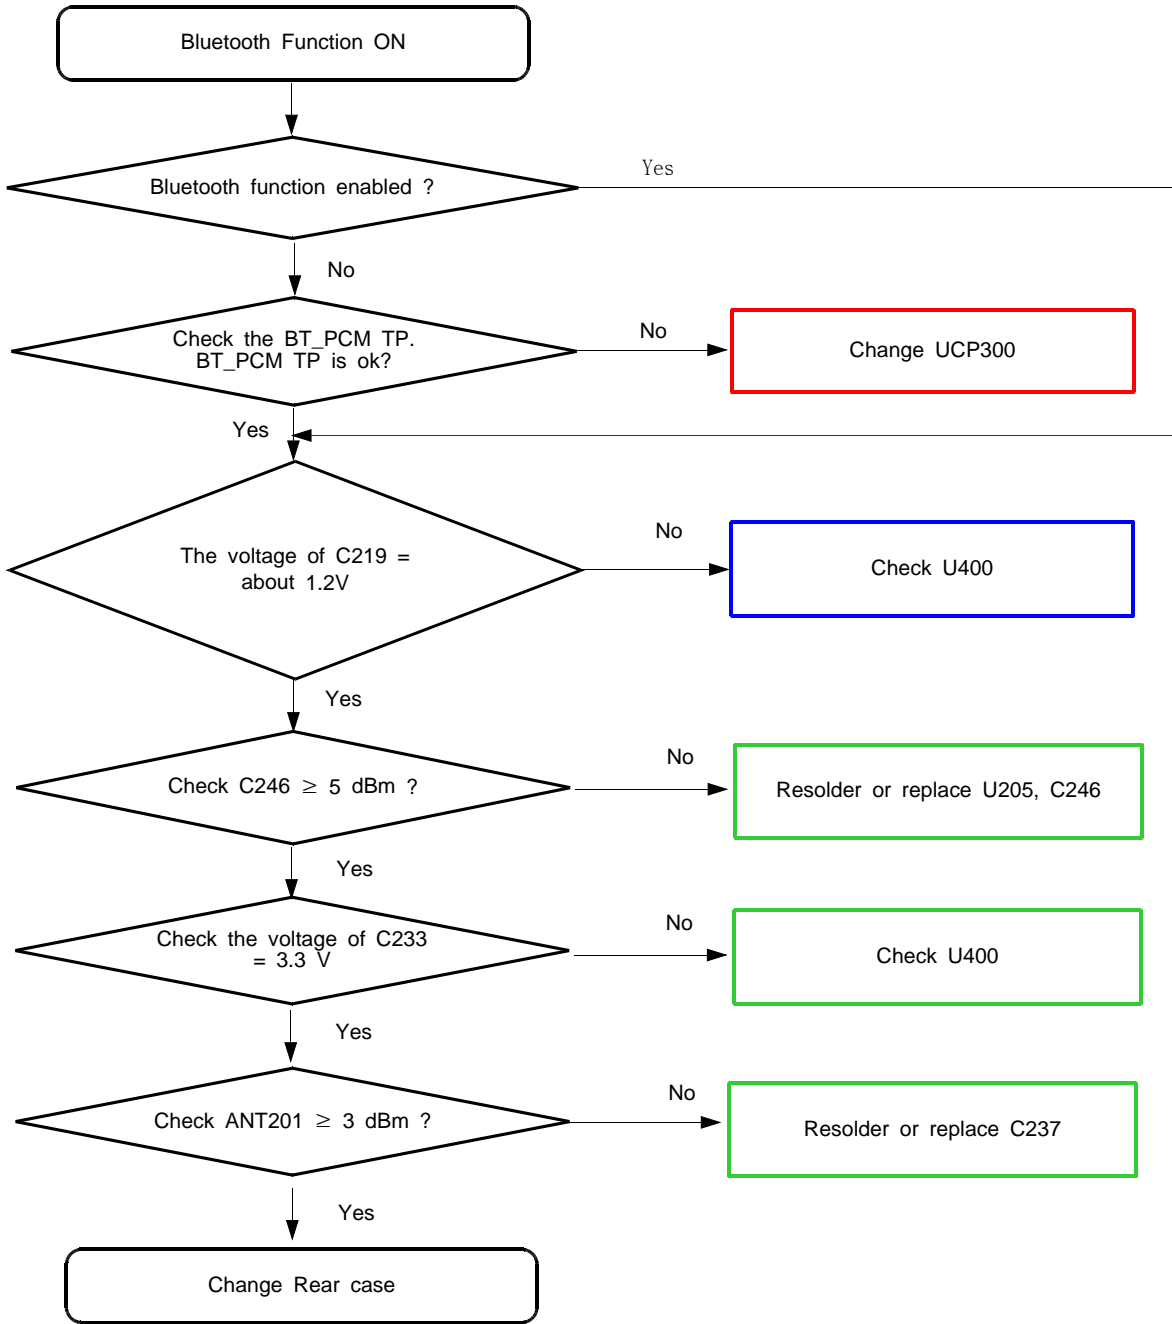 Bluetooth Function ON
Bluetooth function enabled ?
Yes
No
Check the BT_PCM TP.
BT_PCM TP is ok?
No
Change UCP300
Yes
The voltage of C219 =
about 1.2V
No
Check U400
Yes
Check C246 ≥ 5 dBm ?
No
Resolder or replace U205, C246
Yes
Check the voltage of C233
= 3.3 V
No
Check U400
Yes
Check ANT201 ≥ 3 dBm ?
No
Resolder or replace C237
Yes
Change Rear case